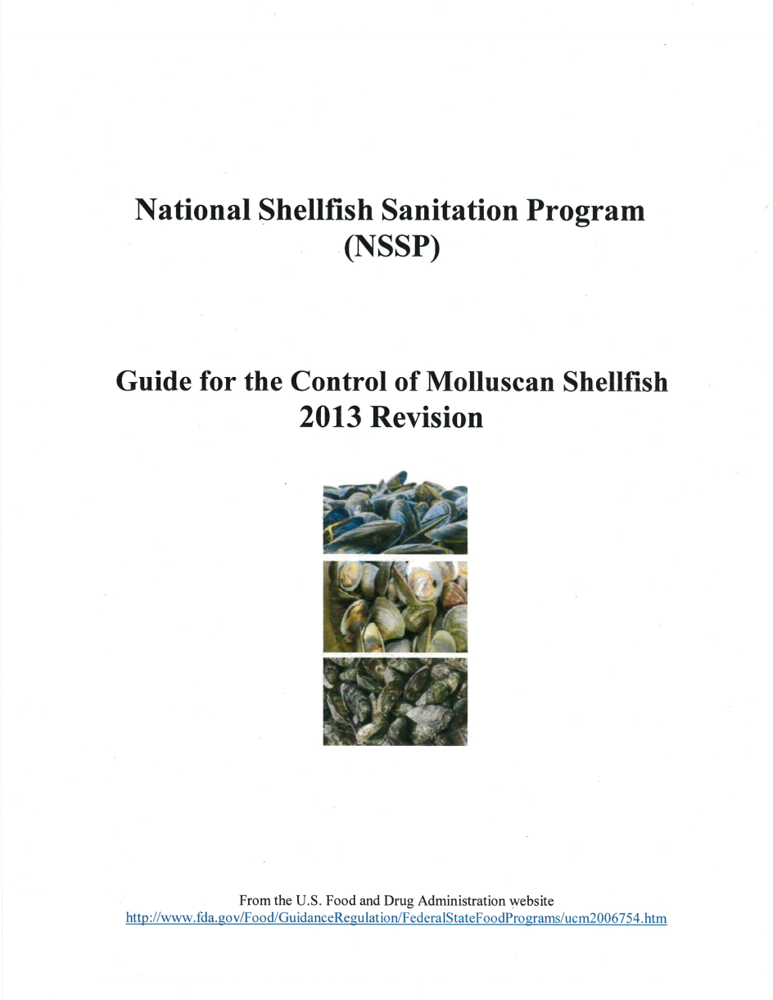 National Shellfish Sanitation Program
(NSSP)
Guide for the Control of Molluscan Shellfish
2013 Revision
From the U.S. Food and Drug Administration website
http://www.fda.gov/Food/GuidanceRegulation/FederalStateFoodPrograms/ucm2006754.htm